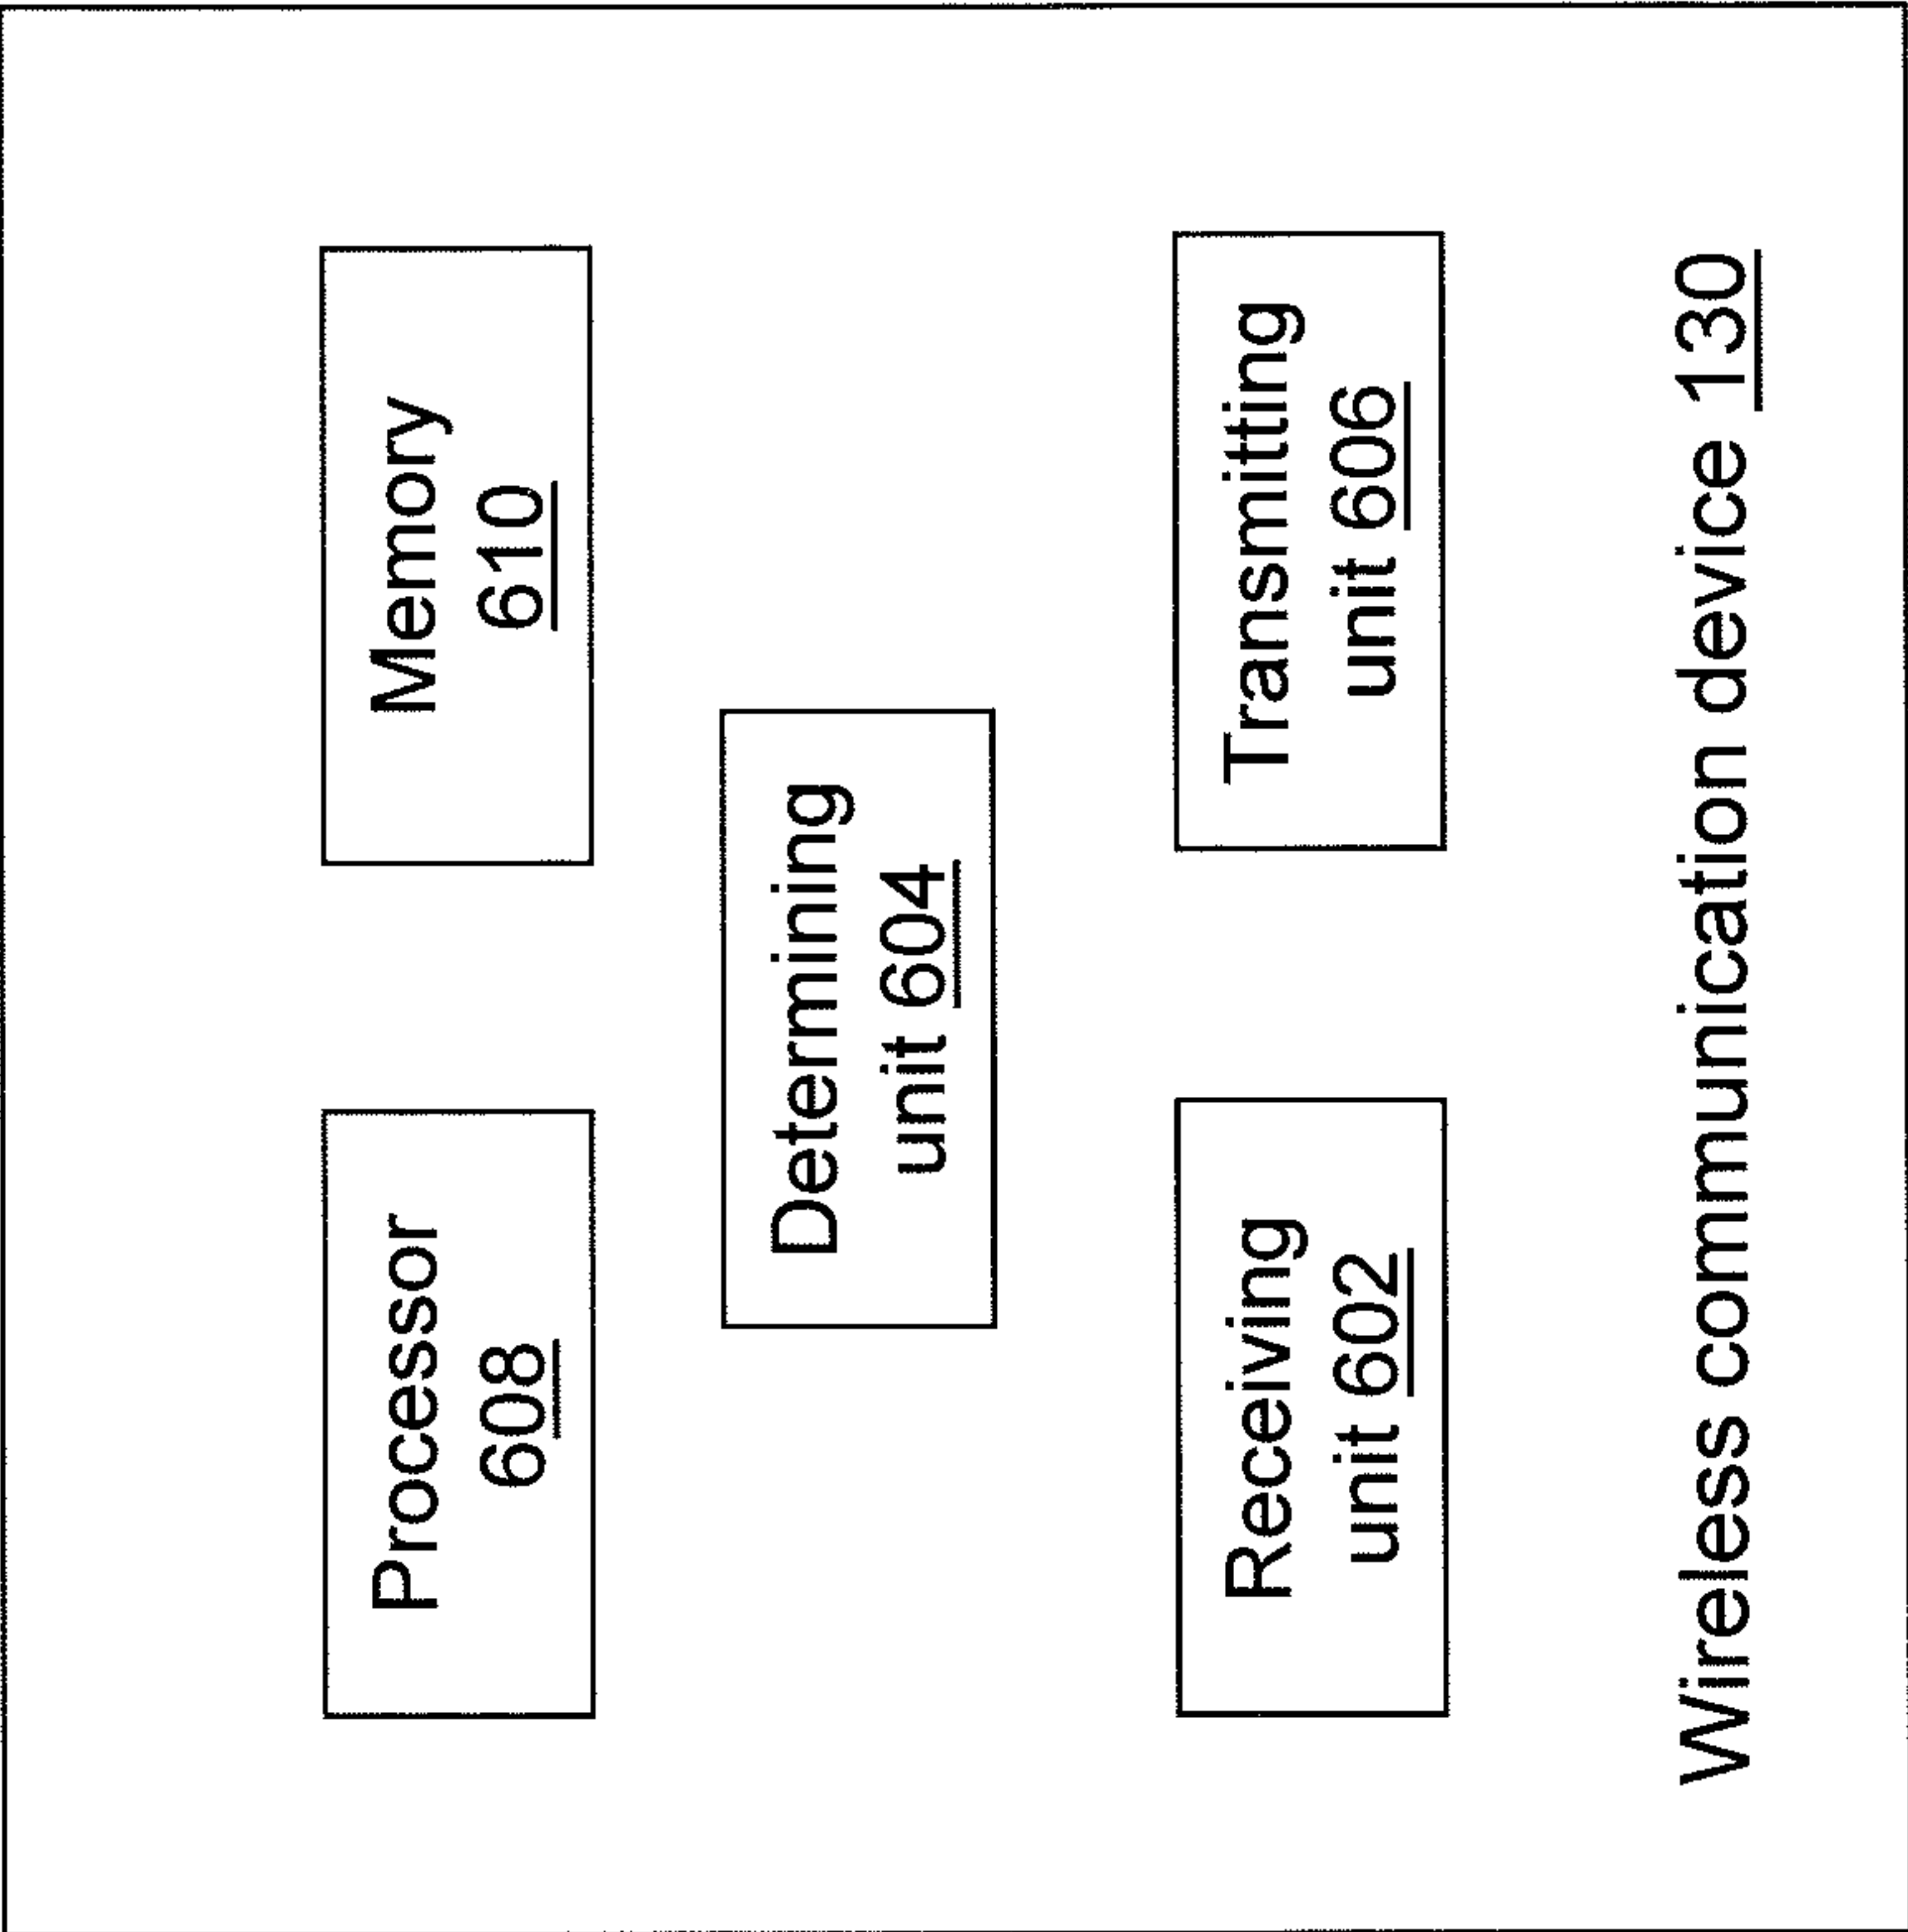 Processor
608
Memory
610
Determining
unit 604
Receiving
unit 602
Transmitting
unit 606
Wireless communication device 130